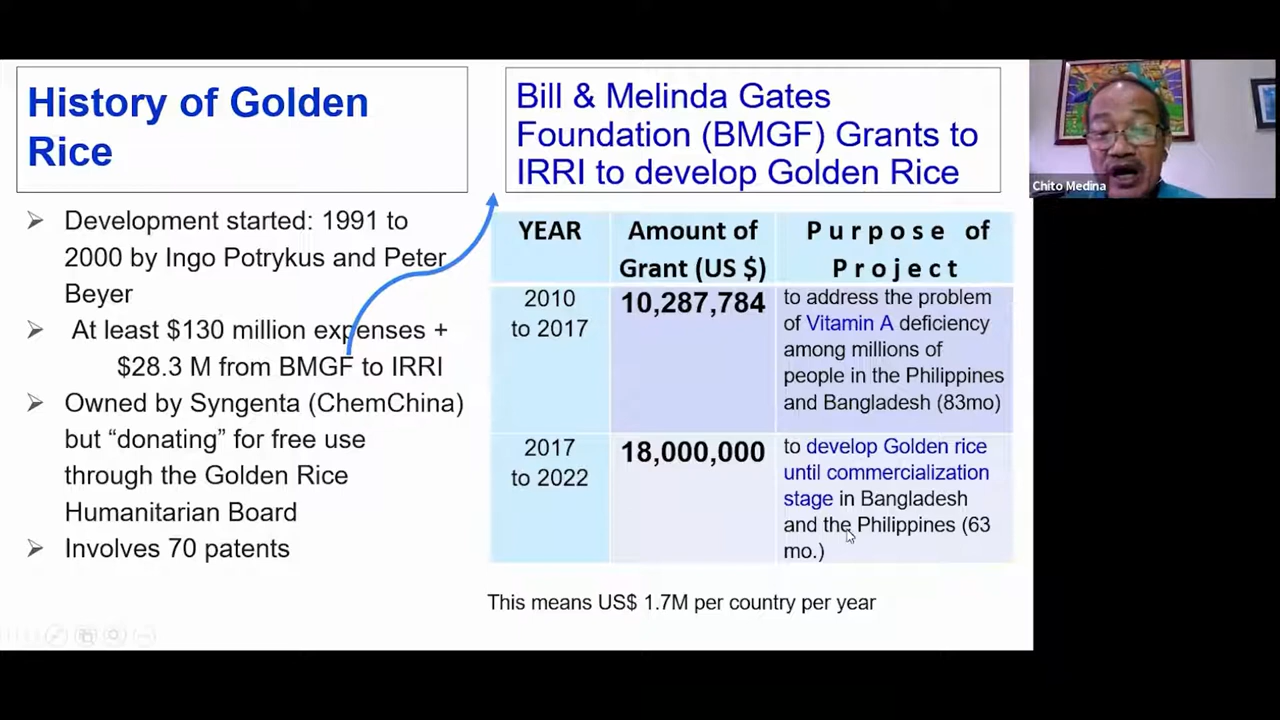 History of Golden
Rice
➢ Development started: 1991 to
2000 by Ingo Potrykus and Peter
Beyer
➢ At least $130 million expenses +
$28.3 M from BMGF to IRRI
➢ Owned by Syngenta (ChemChina)
but “donating” for free use
through the Golden Rice
Humanitarian Board
➢ Involves 70 patents
Bill & Melinda Gates
Foundation (BMGF) Grants to
IRRI to develop Golden Rice
YEAR
Amount of
Grant (US $)
Purpose of
Project
2010
to 2017
10,287,784
to address the problem
of Vitamin A deficiency
among millions of
people in the Philippines
and Bangladesh (83mo)
2017
to 2022
18,000,000
to develop Golden rice
until commercialization
stage in Bangladesh
and the Philippines (63
mo.)
This means US$ 1.7M per country per year
Chito Medina